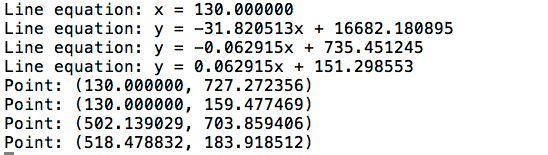 Line equation: x = 130.000000
Line equation: y = -31.820513x + 16682.180895
Line equation: y = -0.062915x + 735.451245
Line equation: y = 0.062915x + 151.298553
Point: (130.000000, 727.272356)
Point: (130.000000, 159.477469)
Point: (502.139029, 703.859406)
Point: (518.478832, 183.918512)